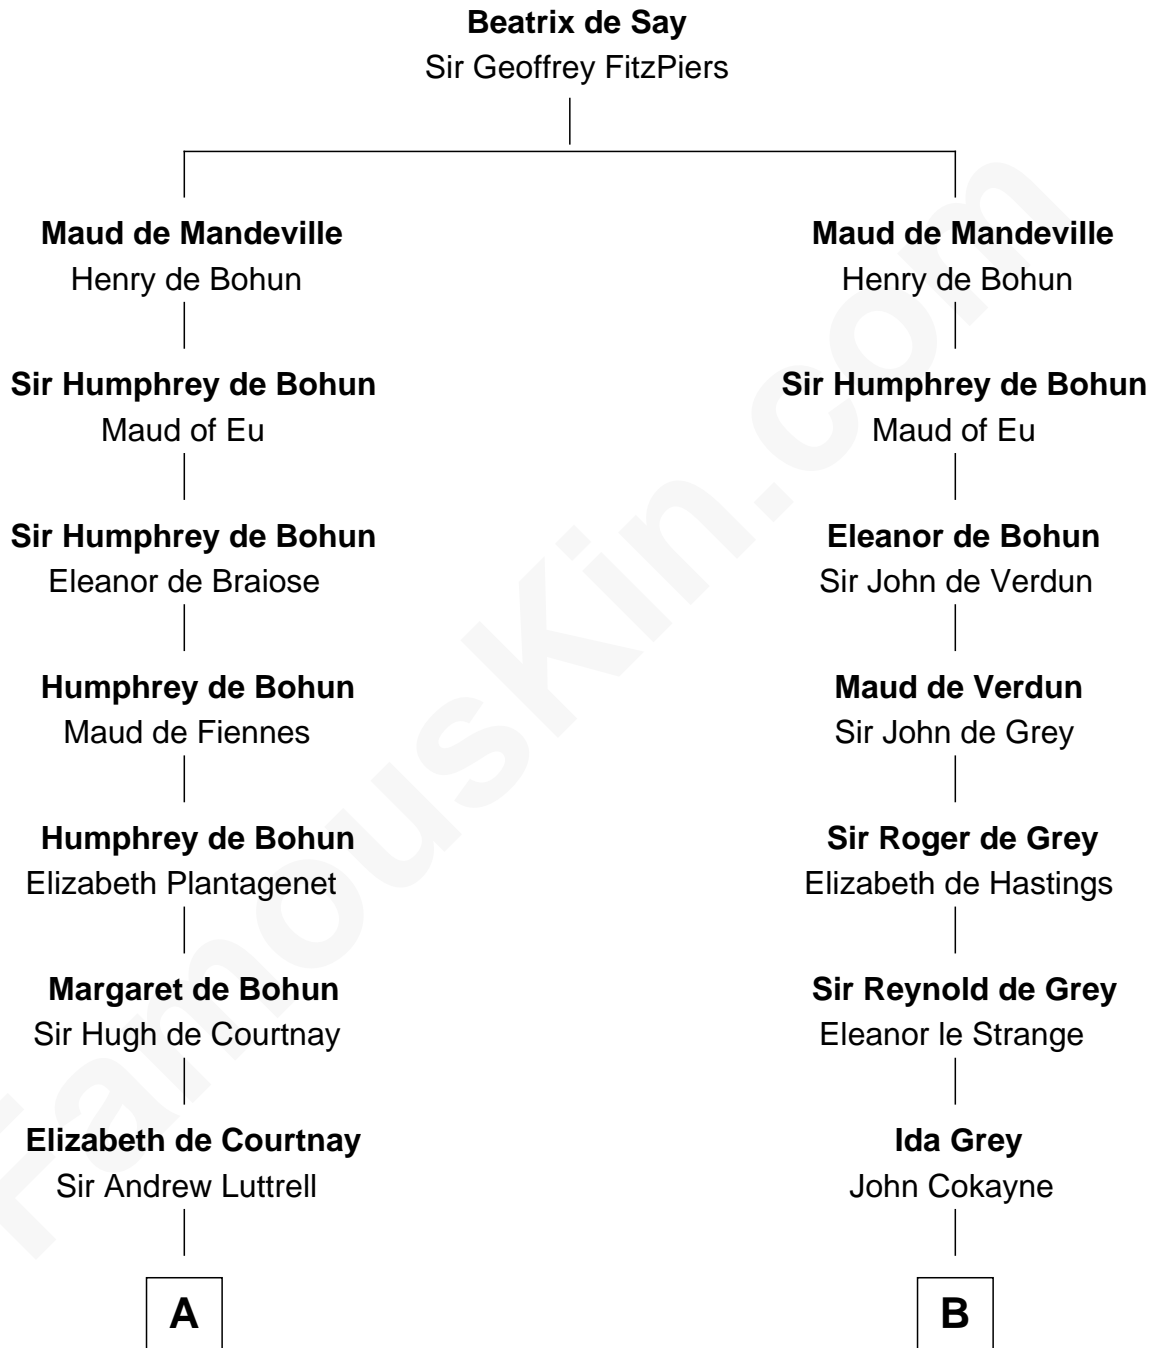 Beatrix de Say
Sir Geoffrey FitzPiers
Maud de Mandeville
Henry de Bohun
Sir Humphrey de Bohun
Maud of Eu
Sir Humphrey de Bohun
Eleanor de Braiose
Humphrey de Bohun
Maud de Fiennes
Humphrey de Bohun
Elizabeth Plantagenet
Margaret de Bohun
Sir Hugh de Courtnay
Elizabeth de Courtnay
Sir Andrew Luttrell
A
Maud de Mandeville
Henry de Bohun
Sir Humphrey de Bohun
Maud of Eu
Eleanor de Bohun
Sir John de Verdun
Maud de Verdun
Sir John de Grey
Sir Roger de Grey
Elizabeth de Hastings
Sir Reynold de Grey
Eleanor le Strange
Ida Grey
John Cokayne
B
FamousKin.com